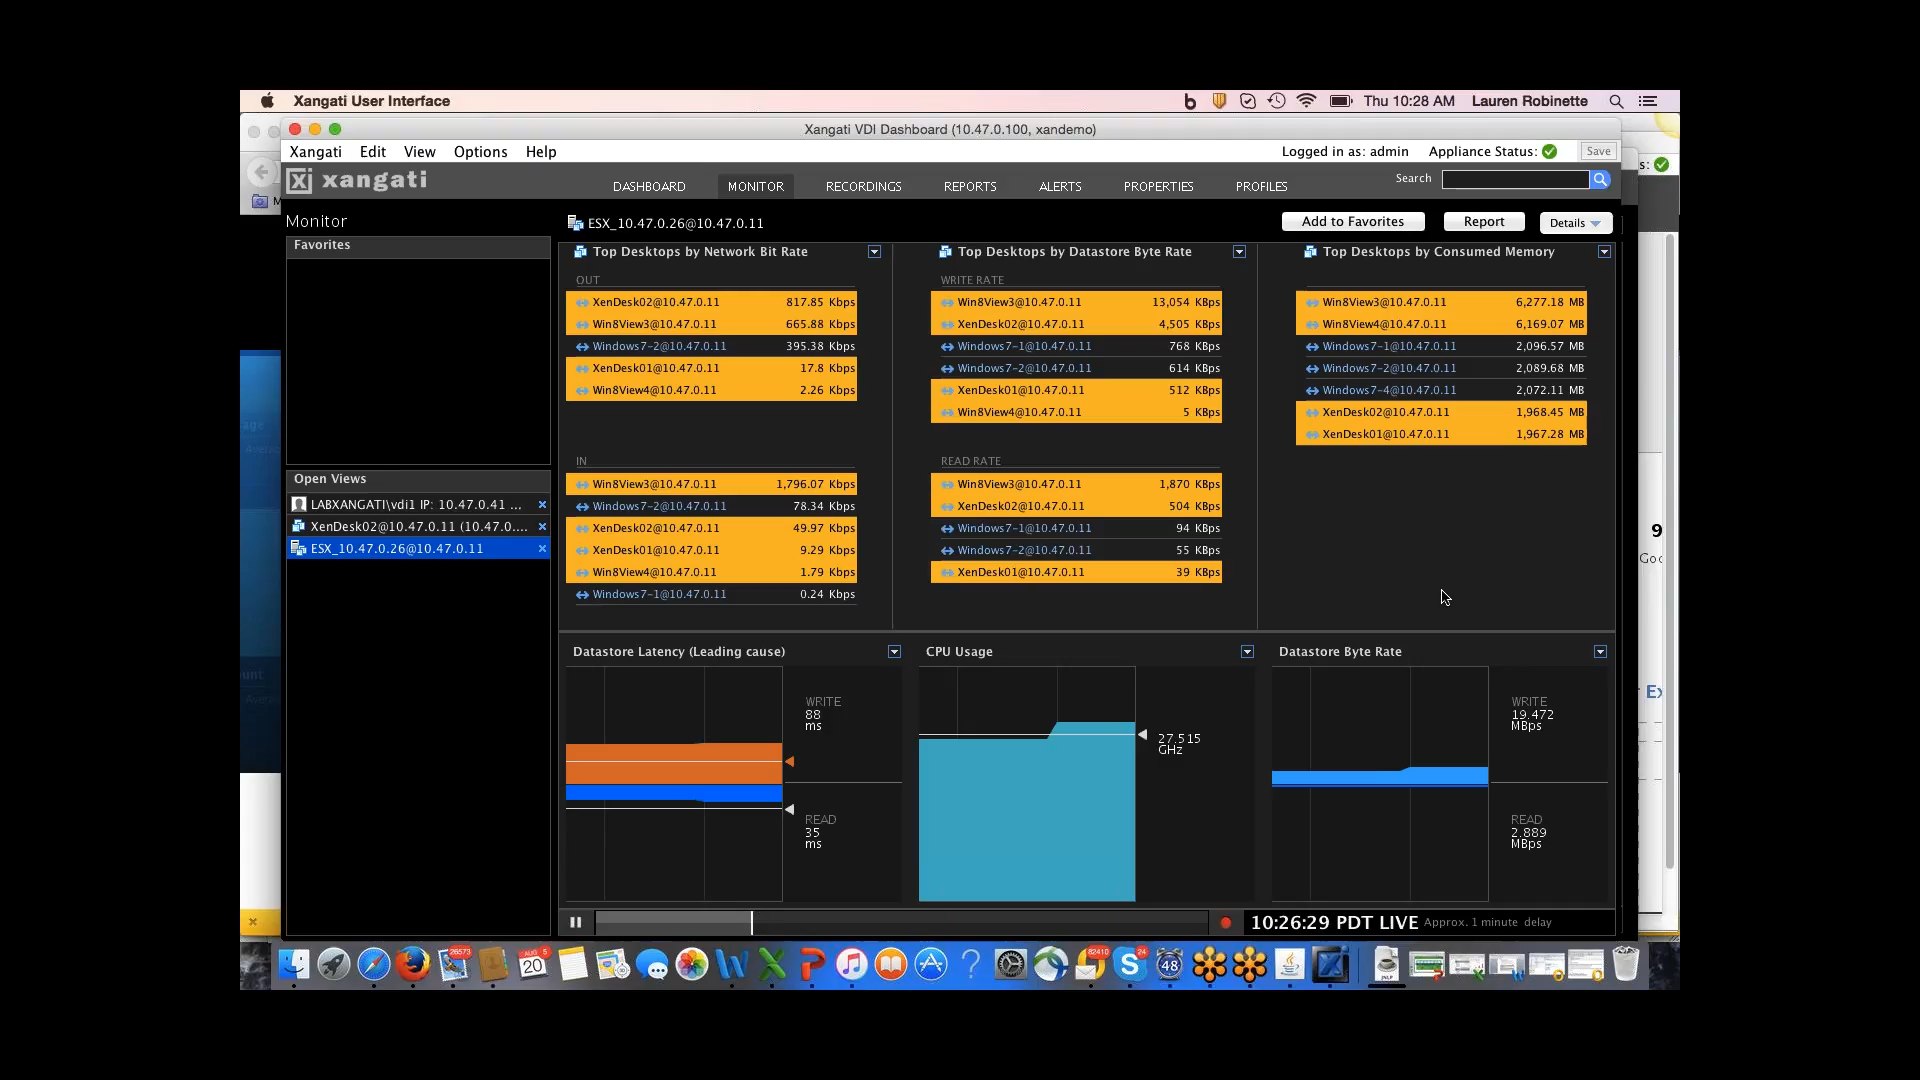 Xangati User Interface
Thu 10:28 AM Lauren Robinette
Xangati VDI Dashboard (10.47.0.100, xandemo)
Xangati Edit View Options Help
Logged in as: admin Appliance Status: Save
s:
xangati
DASHBOARD MONITOR RECORDINGS REPORTS ALERTS PROPERTIES PROFILES
Search
Monitor
ESX_10.47.0.26@10.47.0.11
Add to Favorites Report Details
Favorites
Open Views
LABXANGATI\vdi1 IP: 10.47.0.41 ...
XenDesk02@10.47.0.11 (10.47.0....
ESX_10.47.0.26@10.47.0.11
Top Desktops by Network Bit Rate
OUT
XenDesk02@10.47.0.11 817.85 Kbps
Win8View3@10.47.0.11 665.88 Kbps
Windows7-2@10.47.0.11 395.38 Kbps
XenDesk01@10.47.0.11 17.8 Kbps
Win8View4@10.47.0.11 2.26 Kbps
IN
Win8View3@10.47.0.11 1,796.07 Kbps
Windows7-2@10.47.0.11 78.34 Kbps
XenDesk02@10.47.0.11 49.97 Kbps
XenDesk01@10.47.0.11 9.29 Kbps
Win8View4@10.47.0.11 1.79 Kbps
Windows7-1@10.47.0.11 0.24 Kbps
Top Desktops by Datastore Byte Rate
WRITE RATE
Win8View3@10.47.0.11 13,054 KBps
XenDesk02@10.47.0.11 4,505 KBps
Windows7-1@10.47.0.11 768 KBps
Windows7-2@10.47.0.11 614 KBps
XenDesk01@10.47.0.11 512 KBps
Win8View4@10.47.0.11 5 KBps
READ RATE
Win8View3@10.47.0.11 1,870 KBps
XenDesk02@10.47.0.11 504 KBps
Windows7-1@10.47.0.11 94 KBps
Windows7-2@10.47.0.11 55 KBps
XenDesk01@10.47.0.11 39 KBps
Top Desktops by Consumed Memory
Win8View3@10.47.0.11 6,277.18 MB
Win8View4@10.47.0.11 6,169.07 MB
Windows7-1@10.47.0.11 2,096.57 MB
Windows7-2@10.47.0.11 2,089.68 MB
Windows7-4@10.47.0.11 2,072.11 MB
XenDesk02@10.47.0.11 1,968.45 MB
XenDesk01@10.47.0.11 1,967.28 MB
Datastore Latency (Leading cause)
WRITE
88
ms
READ
35
ms
CPU Usage
27.515
GHz
Datastore Byte Rate
WRITE
19.472
MBps
READ
2.889
MBps
10:26:29 PDT LIVE Approx. 1 minute delay
9
Goo
Ex
26573
AUG 5
20
82410
24
48
JNLP